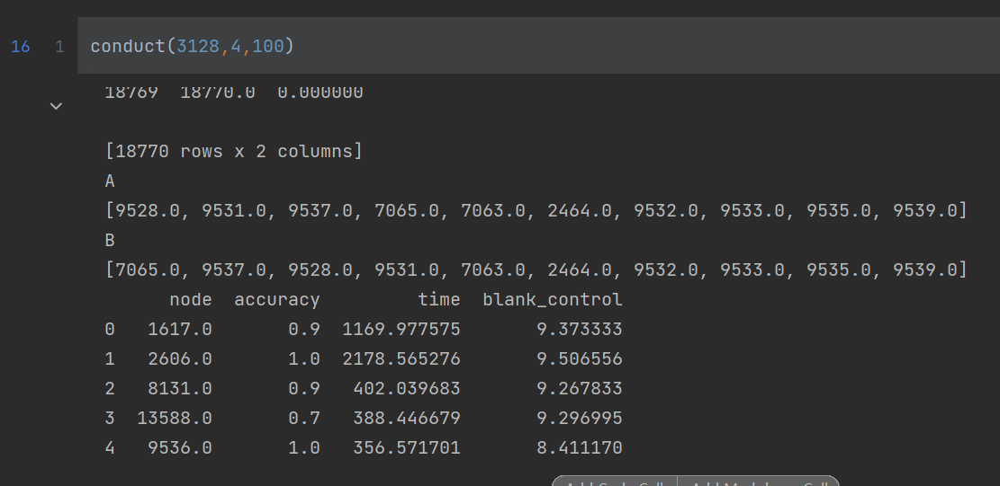 16 1 conduct(3128,4,100)
18769 18770.0 0.000000
[18770 rows x 2 columns]
A
[9528.0, 9531.0, 9537.0, 7065.0, 7063.0, 2464.0, 9532.0, 9533.0, 9535.0, 9539.0]
B
[7065.0, 9537.0, 9528.0, 9531.0, 7063.0, 2464.0, 9532.0, 9533.0, 9535.0, 9539.0]
node accuracy time blank_control
0 1617.0 0.9 1169.977575 9.373333
1 2606.0 1.0 2178.565276 9.506556
2 8131.0 0.9 402.039683 9.267833
3 13588.0 0.7 388.446679 9.296995
4 9536.0 1.0 356.571701 8.411170